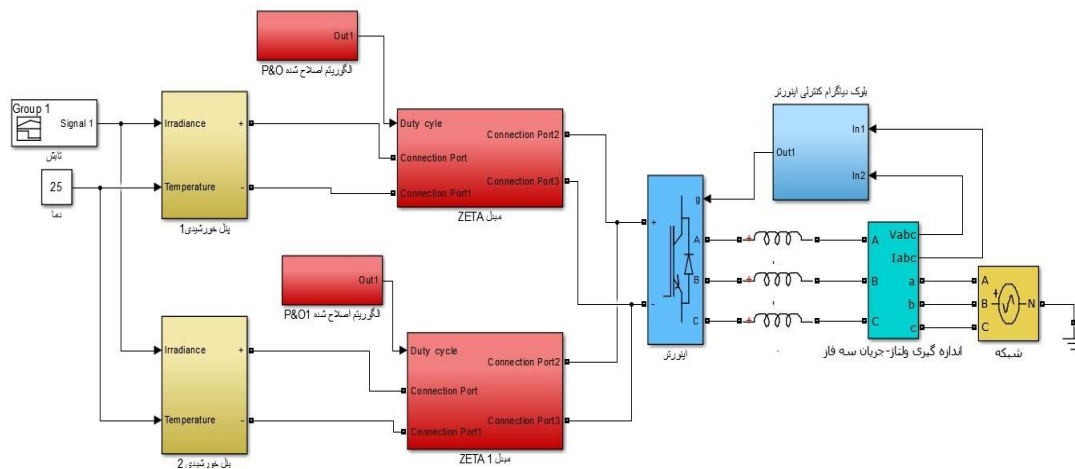 Out1
الگوریتم اصلاح شده P&O
Group 1
Signal 1
تابش
25
دما
Irradiance
+
Temperature
-
پنل خورشیدی1
Duty cyle
Connection Port
Connection Port1
Connection Port2
Connection Port3
مبدل ZETA
Out1
الگوریتم اصلاح شده P&O1
Irradiance
+
Temperature
-
پنل خورشیدی 2
Duty cycle
Connection Port
Connection Port1
Connection Port2
Connection Port3
مبدل ZETA 1
g
+
-
A
B
C
اینورتر
+
+
+
بلوک دیاگرام کنترلی اینورتر
In1
Out1
In2
Vabc
Iabc
A
a
B
b
C
c
اندازه گیری ولتاژ-جریان سه فاز
A
B
C
+
N
شبکه